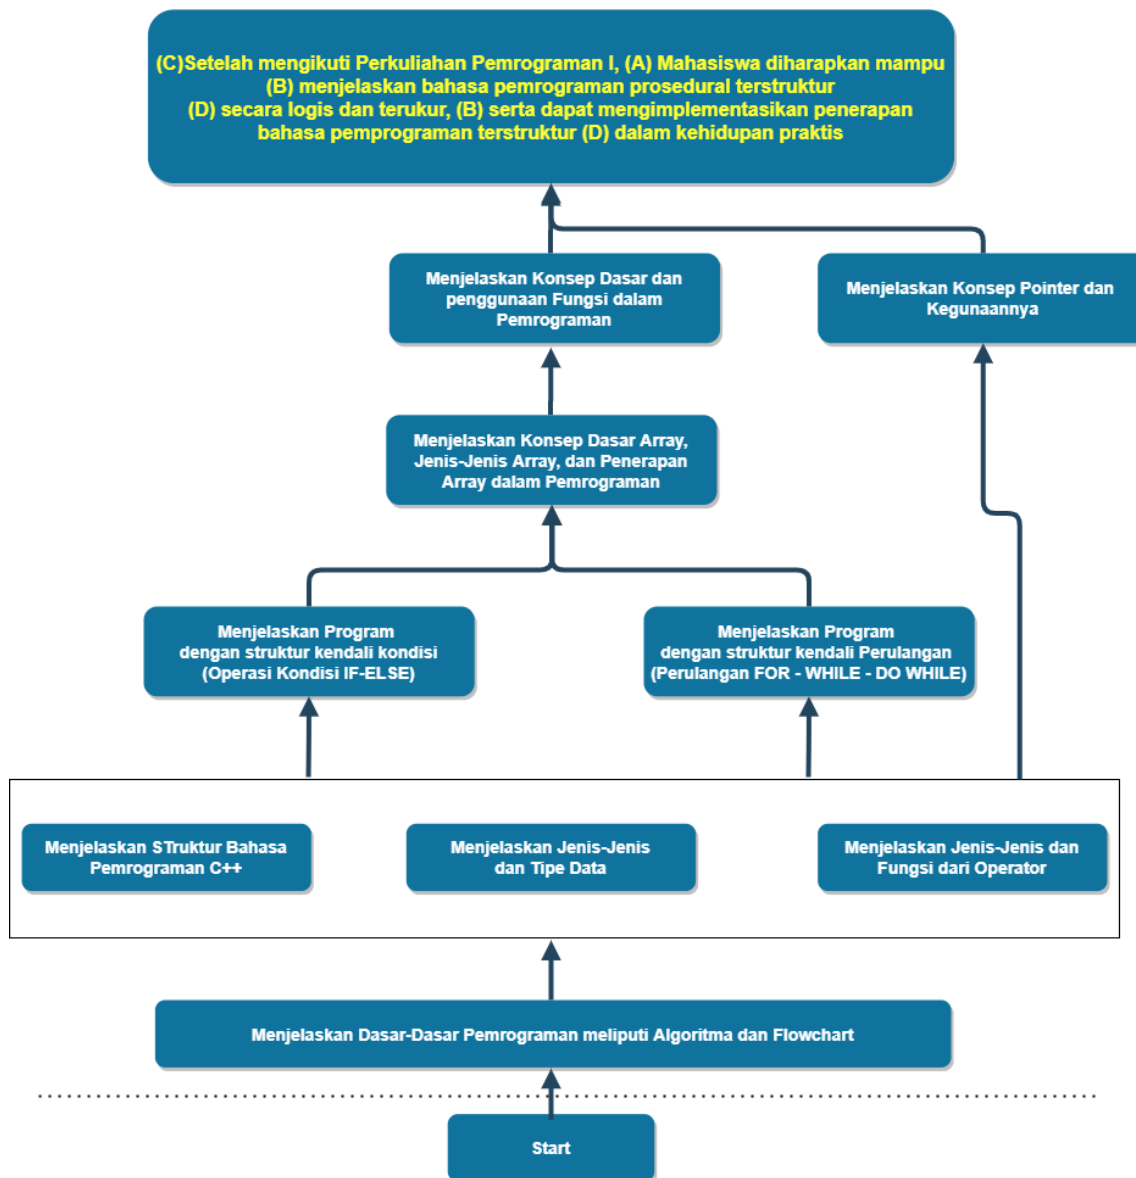 (C)Setelah mengikuti Perkuliahan Pemrograman I, (A) Mahasiswa diharapkan mampu
(B) menjelaskan bahasa pemrograman prosedural terstruktur
(D) secara logis dan terukur, (B) serta dapat mengimplementasikan penerapan
bahasa pemprograman terstruktur (D) dalam kehidupan praktis
Menjelaskan Konsep Dasar dan
penggunaan Fungsi dalam
Pemrograman
Menjelaskan Konsep Pointer dan
Kegunaannya
Menjelaskan Konsep Dasar Array,
Jenis-Jenis Array, dan Penerapan
Array dalam Pemrograman
Menjelaskan Program
dengan struktur kendali kondisi
(Operasi Kondisi IF-ELSE)
Menjelaskan Program
dengan struktur kendali Perulangan
(Perulangan FOR - WHILE - DO WHILE)
Menjelaskan STruktur Bahasa
Pemrograman C++
Menjelaskan Jenis-Jenis
dan Tipe Data
Menjelaskan Jenis-Jenis dan
Fungsi dari Operator
Menjelaskan Dasar-Dasar Pemrograman meliputi Algoritma dan Flowchart
Start